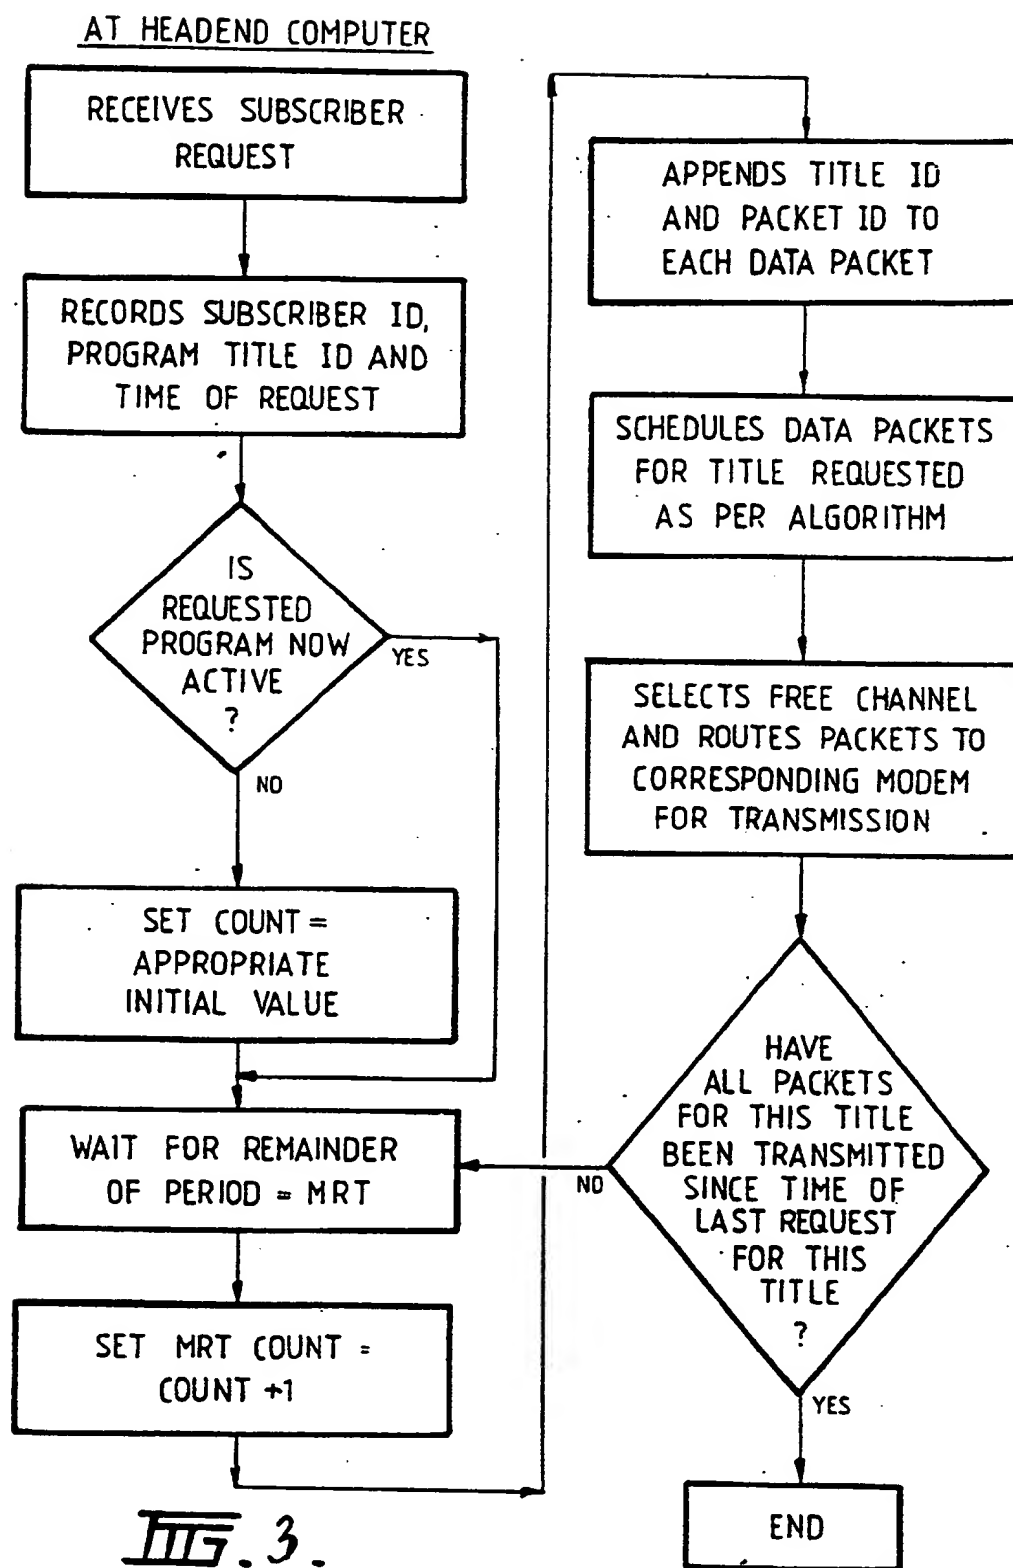 AT HEADEND COMPUTER
RECEIVES SUBSCRIBER
REQUEST
RECORDS SUBSCRIBER ID,
PROGRAM TITLE ID AND
TIME OF REQUEST
IS
REQUESTED
PROGRAM NOW
ACTIVE
?
YES
NO
SET COUNT =
APPROPRIATE
INITIAL VALUE
WAIT FOR REMAINDER
OF PERIOD = MRT
SET MRT COUNT =
COUNT +1
APPENDS TITLE ID
AND PACKET ID TO
EACH DATA PACKET
SCHEDULES DATA PACKETS
FOR TITLE REQUESTED
AS PER ALGORITHM
SELECTS FREE CHANNEL
AND ROUTES PACKETS TO
CORRESPONDING MODEM
FOR TRANSMISSION
HAVE
ALL PACKETS
FOR THIS TITLE
BEEN TRANSMITTED
SINCE TIME OF
LAST REQUEST
FOR THIS
TITLE
?
NO
YES
END
FIG. 3.